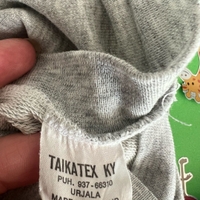 TAIKATEX KY
PUH. 937-66310
URJALA